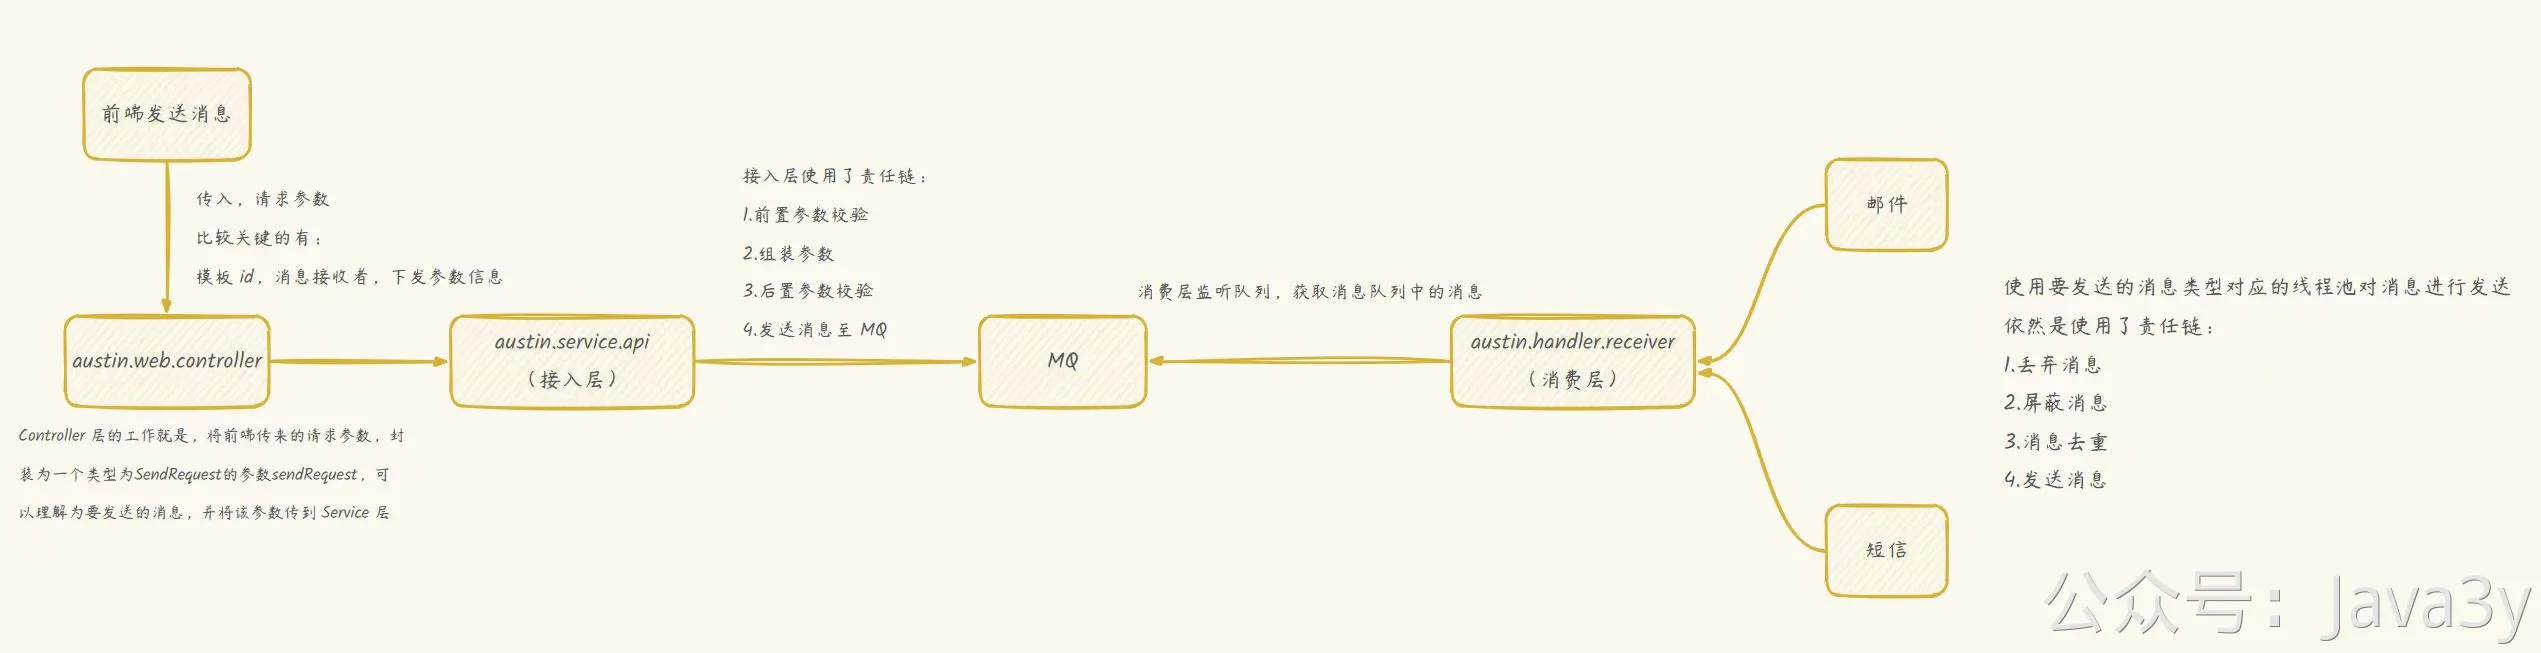 前端发送消息
传入，请求参数
比较关键的有：
模板 id，消息接收者，下发参数信息
austin.web.controller
Controller 层的工作就是，将前端传来的请求参数，封
装为一个类型为SendRequest的参数sendRequest，可
以理解为要发送的消息，并将该参数传到 Service 层
austin.service.api
（接入层）
接入层使用了责任链：
1.前置参数校验
2.组装参数
3.后置参数校验
4.发送消息至 MQ
MQ
消费层监听队列，获取消息队列中的消息
austin.handler.receiver
（消费层）
邮件
短信
使用要发送的消息类型对应的线程池对消息进行发送
依然是使用了责任链：
1.丢弃消息
2.屏蔽消息
3.消息去重
4.发送消息
公众号：Java3y